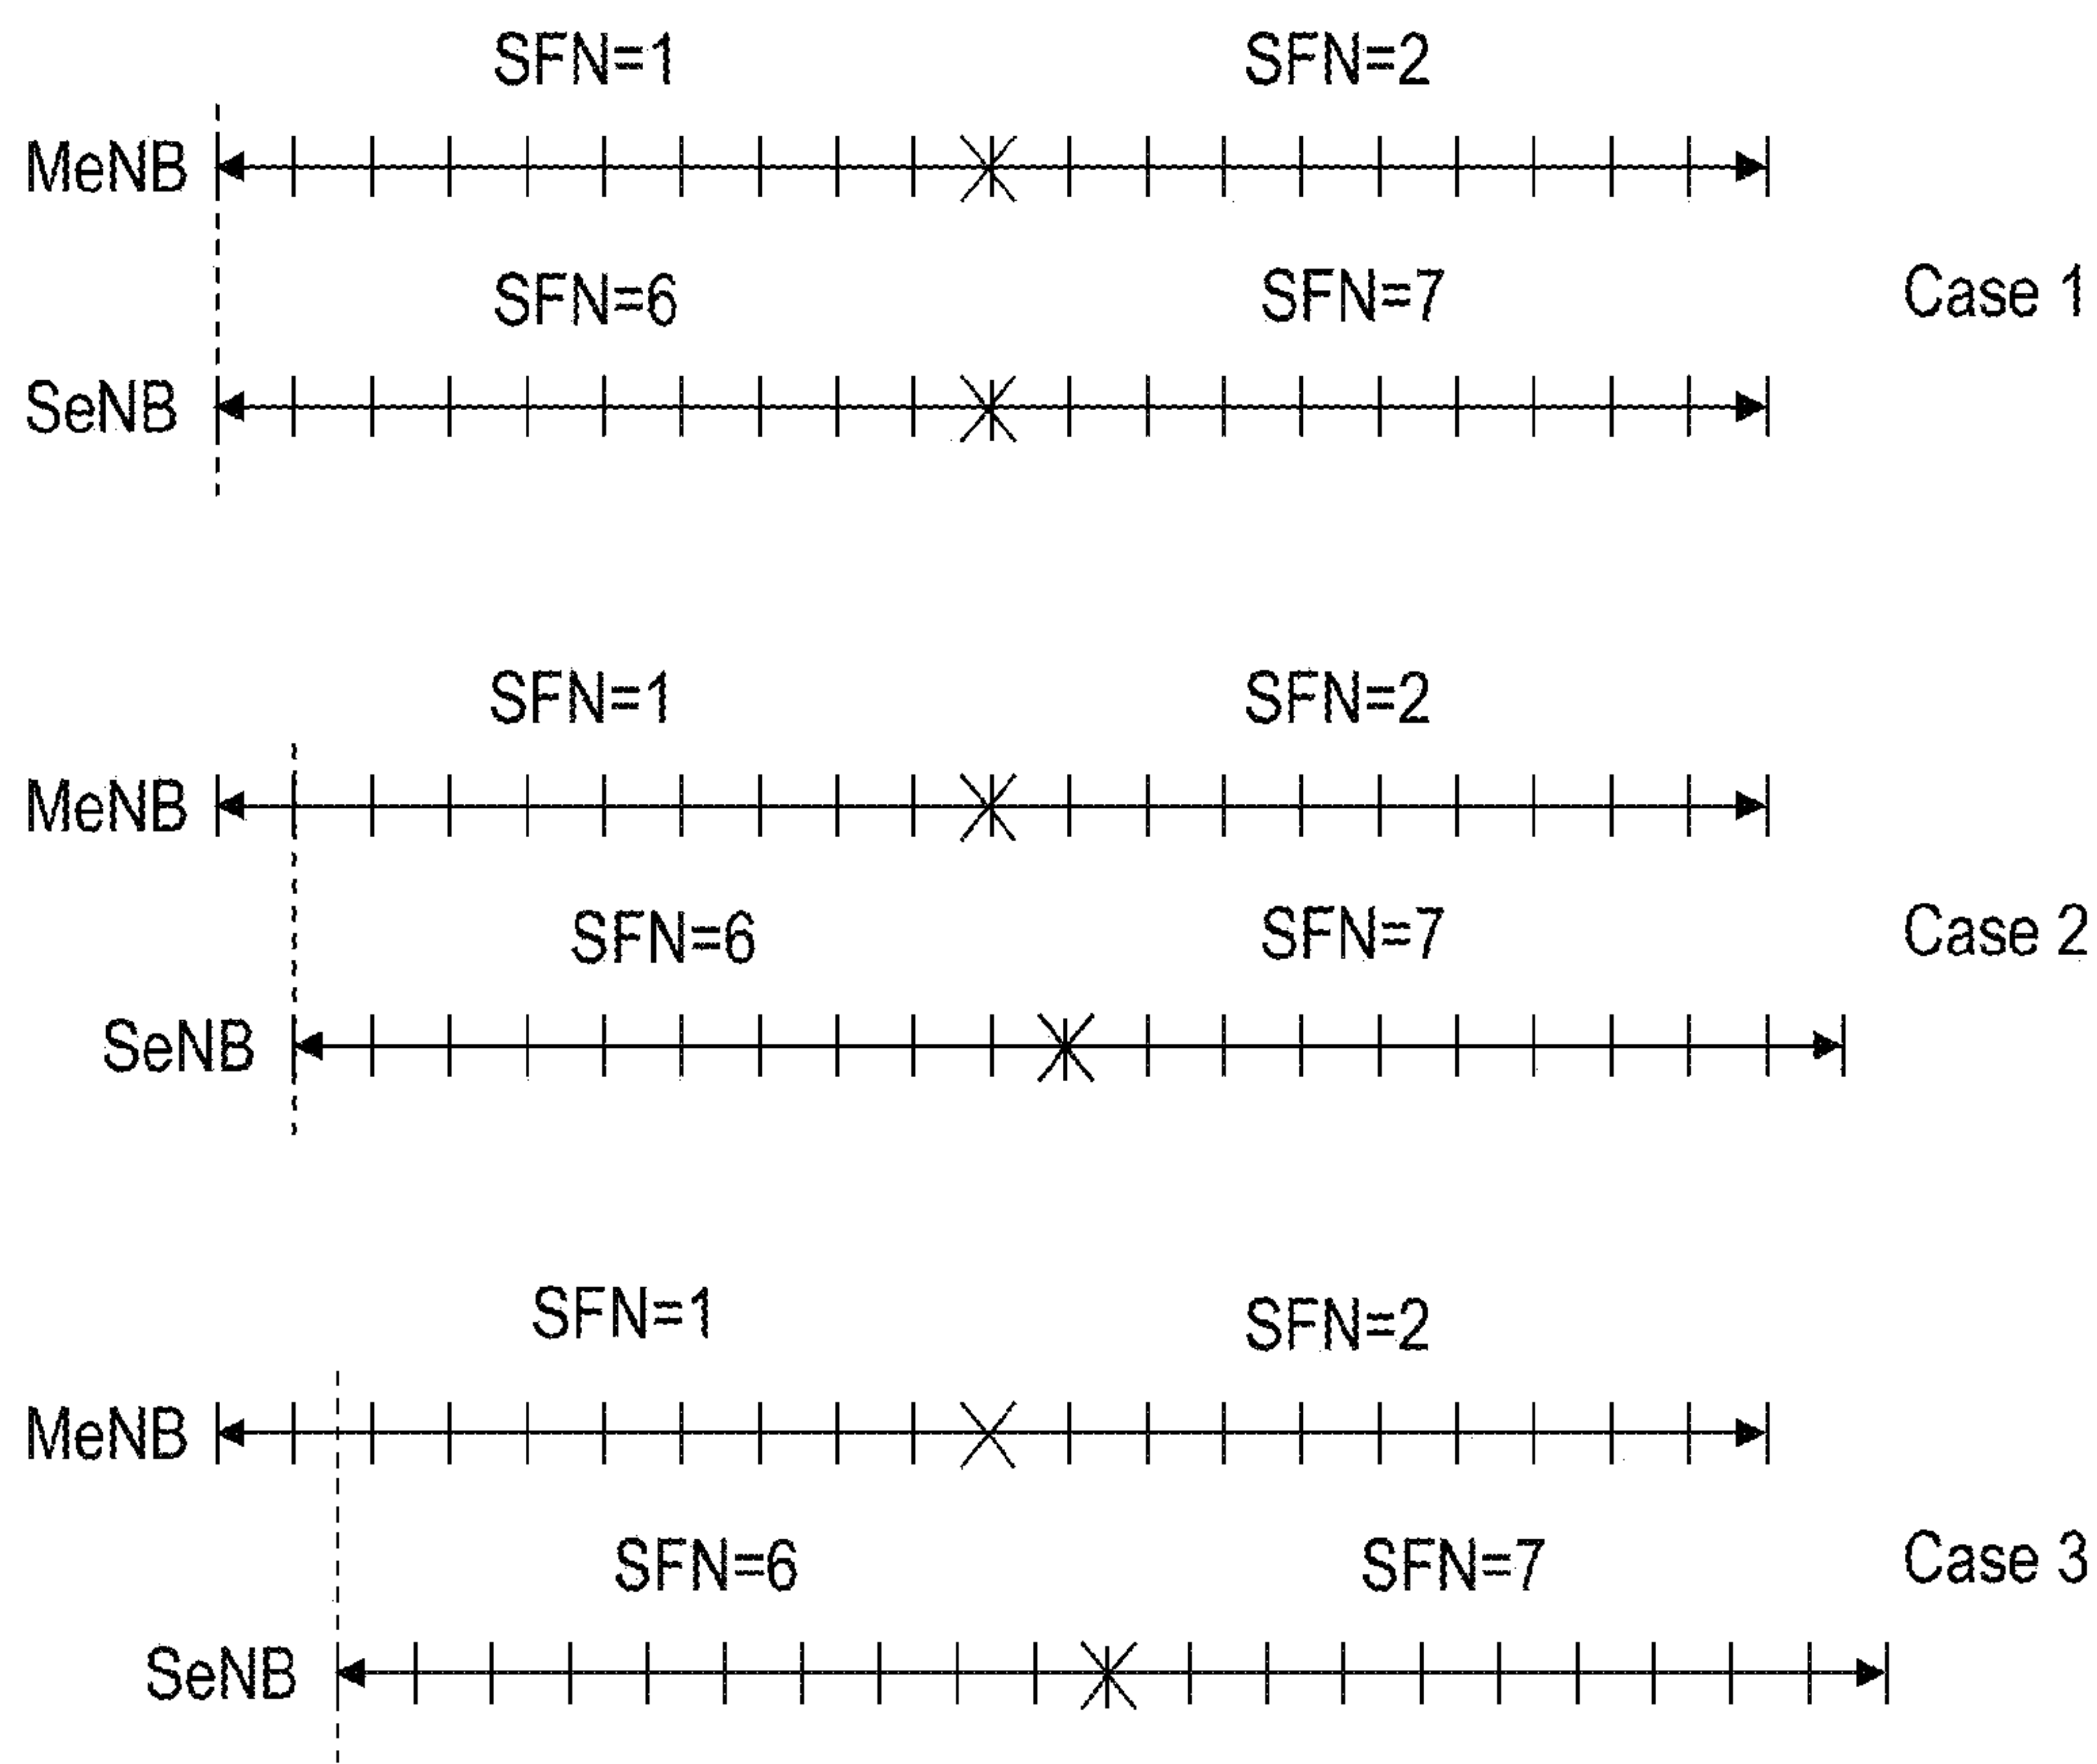 SFN=1 SFN=2
MeNB
SFN=6 SFN=7 Case 1
SeNB
SFN=1 SFN=2
MeNB
SFN=6 SFN=7 Case 2
SeNB
SFN=1 SFN=2
MeNB
SFN=6 SFN=7 Case 3
SeNB